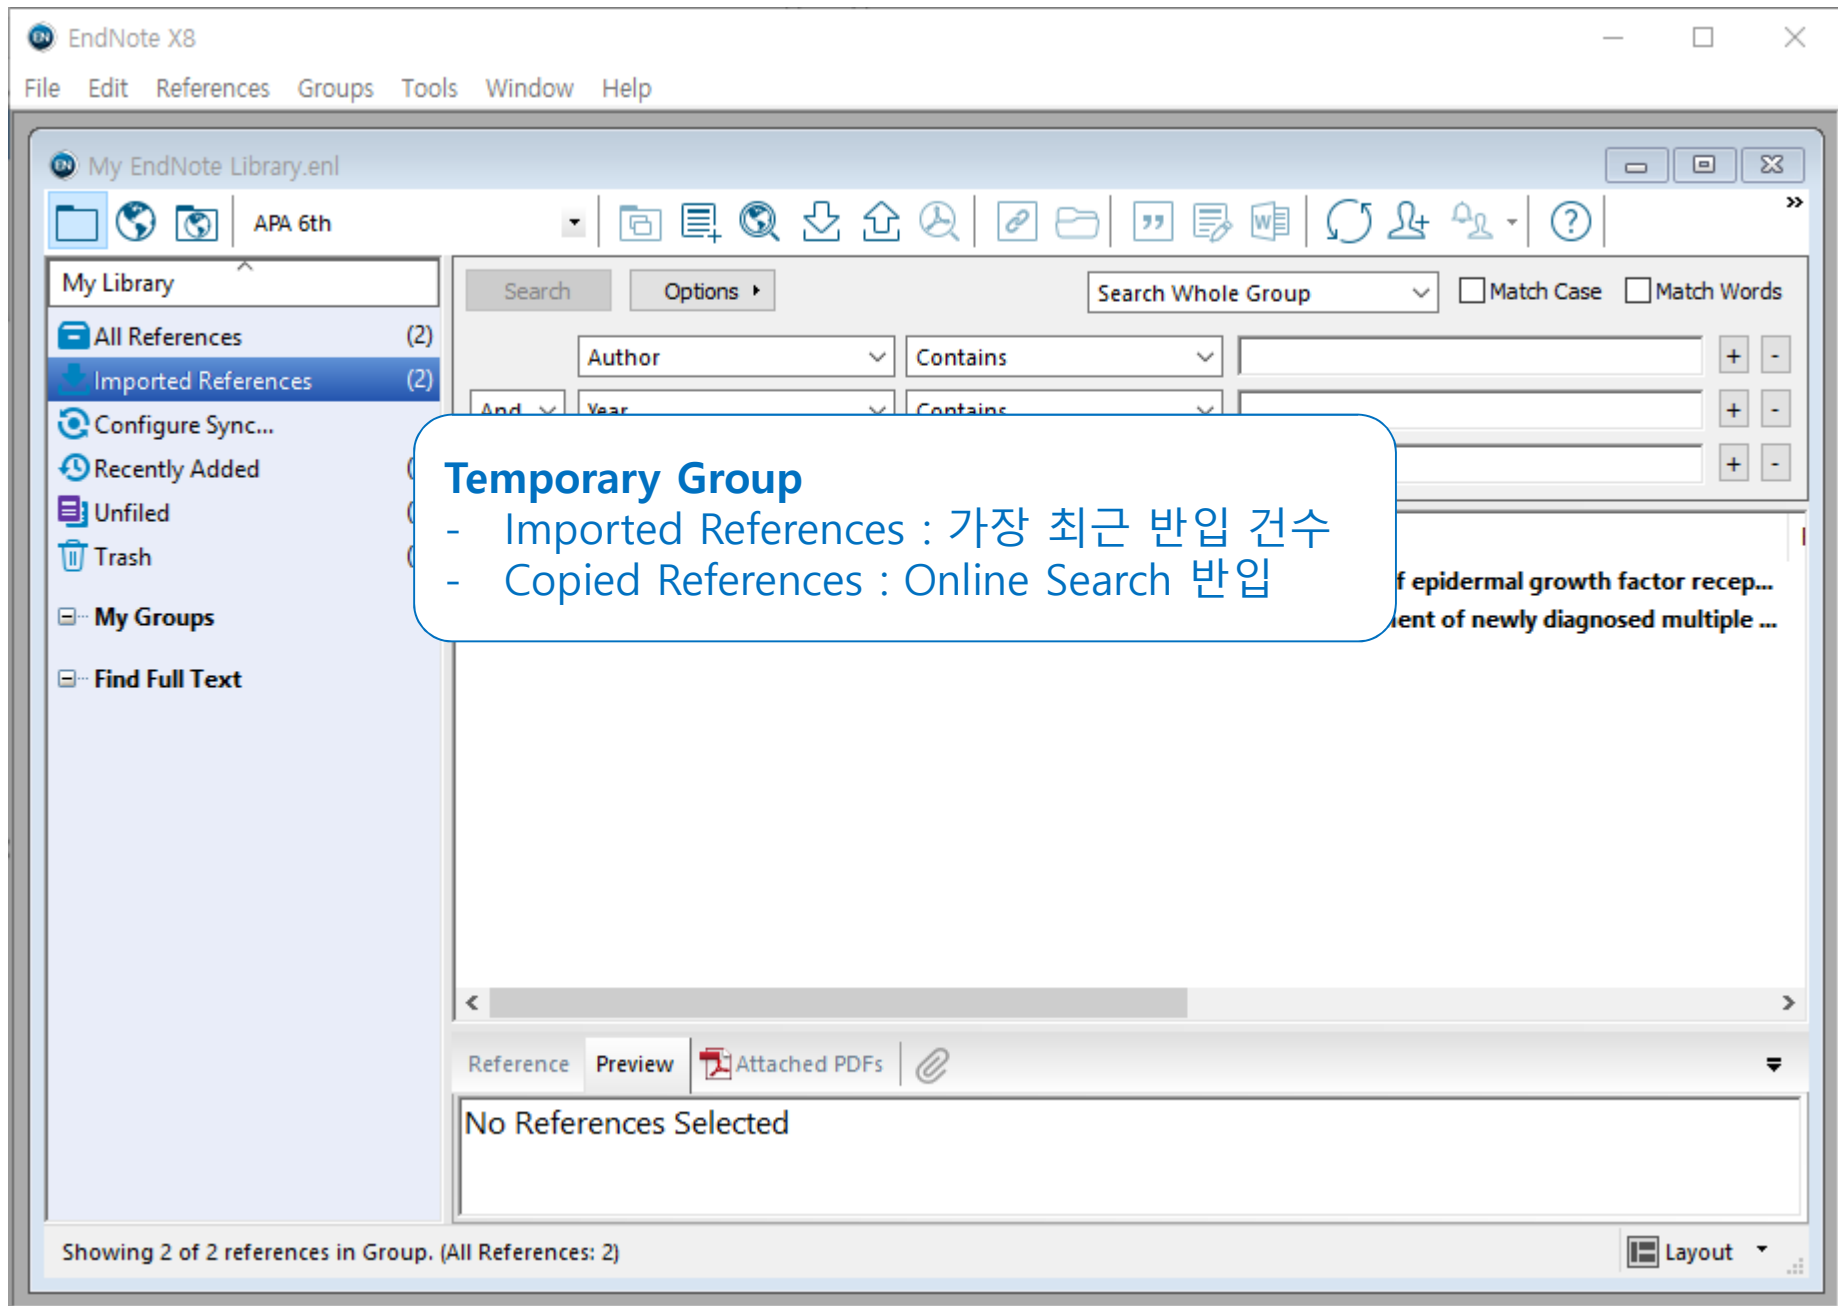 EndNote X8
File Edit References Groups Tools Window Help
My EndNote Library.enl
APA 6th
My Library
Search Options Search Whole Group Match Case Match Words
All References (2)
Author Contains + -
Imported References (2)
And Year Contains + -
Configure Sync...
+ -
Recently Added
Unfiled
Trash
Temporary Group
- Imported References : 가장 최근 반입 건수
- Copied References : Online Search 반입
f epidermal growth factor recep...
ent of newly diagnosed multiple ...
My Groups
Find Full Text
Reference Preview Attached PDFs
No References Selected
Showing 2 of 2 references in Group. (All References: 2)
Layout